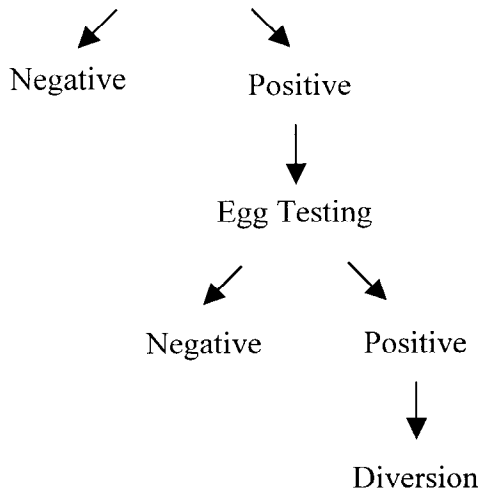 Negative
Positive
Egg Testing
Negative
Positive
Diversion